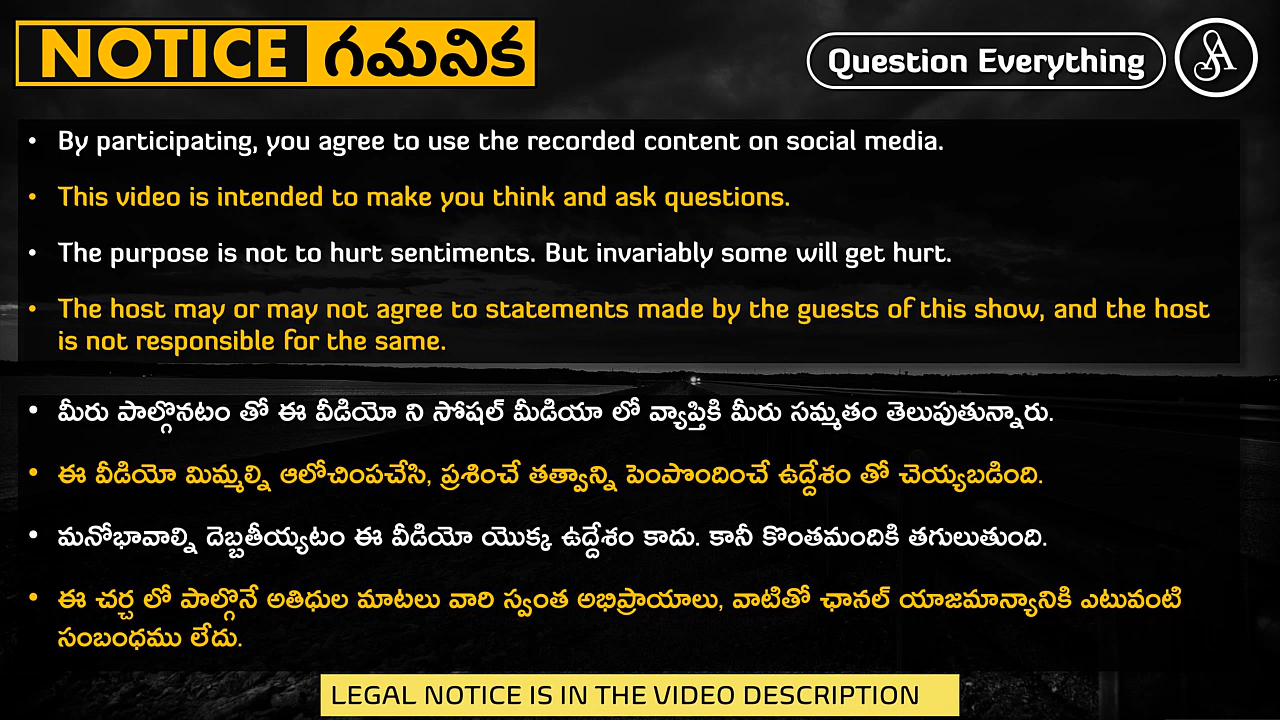 NOTICE గమనిక
Question Everything
• By participating, you agree to use the recorded content on social media.
• This video is intended to make you think and ask questions.
• The purpose is not to hurt sentiments. But invariably some will get hurt.
• The host may or may not agree to statements made by the guests of this show, and the host
is not responsible for the same.
• మీరు పాల్గొనటం తో ఈ వీడియో ని సోషల్ మీడియా లో వ్యాప్తికి మీరు సమ్మతం తెలుపుతున్నారు.
• ఈ వీడియో మిమ్మల్ని ఆలోచింపచేసి, ప్రశించే తత్వాన్ని పెంపొందించే ఉద్దేశం తో చెయ్యబడింది.
• మనోభావాల్ని దెబ్బతీయ్యటం ఈ వీడియో యొక్క ఉద్దేశం కాదు. కానీ కొంతమందికి తగులుతుంది.
• ఈ చర్చ లో పాల్గొనే అతిధుల మాటలు వారి స్వంత అభిప్రాయాలు, వాటితో ఛానల్ యాజమాన్యానికి ఎటువంటి
సంబంధము లేదు.
LEGAL NOTICE IS IN THE VIDEO DESCRIPTION